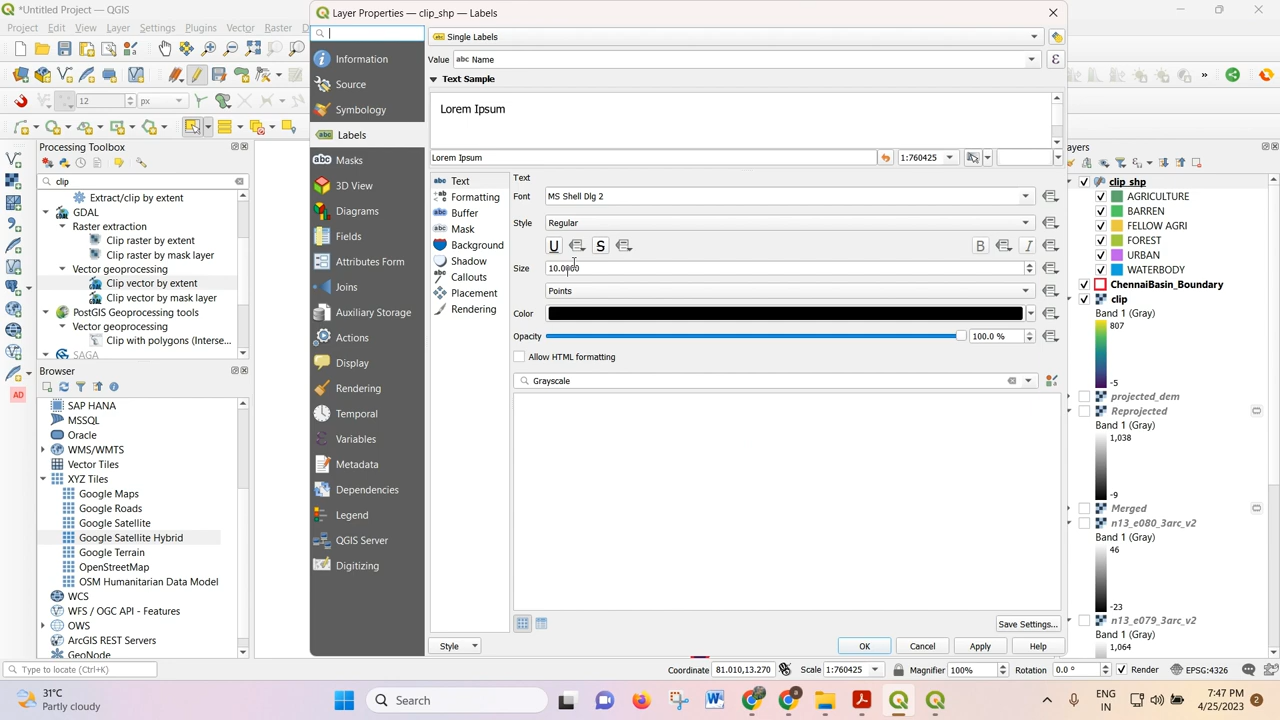 *Untitled Project — QGIS
Project
Edit
View
Layer
Settings
Plugins
Vector
Raster
12
px
»
Processing Toolbox
clip
Extract/clip by extent
GDAL
Raster extraction
Clip raster by extent
Clip raster by mask layer
Vector geoprocessing
Clip vector by extent
Clip vector by mask layer
PostGIS Geoprocessing tools
Vector geoprocessing
Clip with polygons (Interse...
SAGA
Browser
SAP HANA
MSSQL
Oracle
WMS/WMTS
Vector Tiles
XYZ Tiles
Google Maps
Google Roads
Google Satellite
Google Satellite Hybrid
Google Terrain
OpenStreetMap
OSM Humanitarian Data Model
WCS
WFS / OGC API - Features
OWS
ArcGIS REST Servers
GeoNode
AD
Type to locate (Ctrl+K)
Layer Properties — clip_shp — Labels
Information
Source
Symbology
Labels
Masks
3D View
Diagrams
Fields
Attributes Form
Joins
Auxiliary Storage
Actions
Display
Rendering
Temporal
Variables
Metadata
Dependencies
Legend
QGIS Server
Digitizing
Single Labels
Value
abc Name
Text Sample
Lorem Ipsum
Lorem Ipsum
1:760425
Text
Formatting
Buffer
Mask
Background
Shadow
Callouts
Placement
Rendering
Text
Font
MS Shell Dlg 2
Style
Regular
U
S
B
I
Size
10.0000
Points
Color
Opacity
100.0 %
Allow HTML formatting
Grayscale
Save Settings...
Style
OK
Cancel
Apply
Help
ayers
clip_shp
AGRICULTURE
BARREN
FELLOW AGRI
FOREST
URBAN
WATERBODY
ChennaiBasin_Boundary
clip
Band 1 (Gray)
807
-5
projected_dem
Reprojected
Band 1 (Gray)
1,038
-9
Merged
n13_e080_3arc_v2
Band 1 (Gray)
46
-23
n13_e079_3arc_v2
Band 1 (Gray)
1,064
Coordinate
81.010,13.270
Scale
1:760425
Magnifier
100%
Rotation
0.0 °
Render
EPSG:4326
31°C
Partly cloudy
Search
ENG
IN
7:47 PM
4/25/2023
2